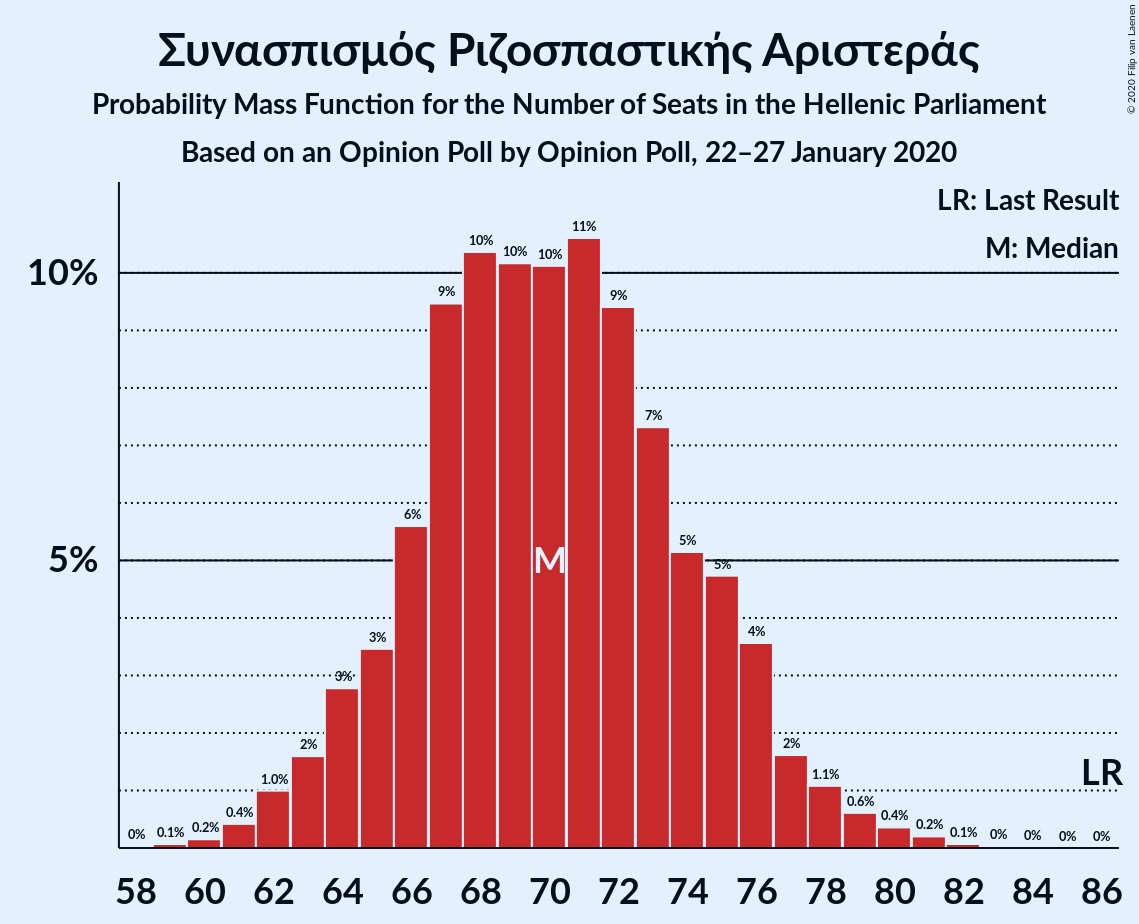 Συνασπισμός Ριζοσπαστικής Αριστεράς
Probability Mass Function for the Number of Seats in the Hellenic Parliament
Based on an Opinion Poll by Opinion Poll, 22–27 January 2020
© 2020 Filip van Laenen
LR: Last Result
M: Median
10%
5%
0% 0.1% 0.2% 0.4% 1.0% 2% 3% 3% 6% 9% 10% 10% 10% 11% 9% 7% 5% 5% 4% 2% 1.1% 0.6% 0.4% 0.2% 0.1% 0% 0% 0% 0%
M
LR
58 60 62 64 66 68 70 72 74 76 78 80 82 84 86